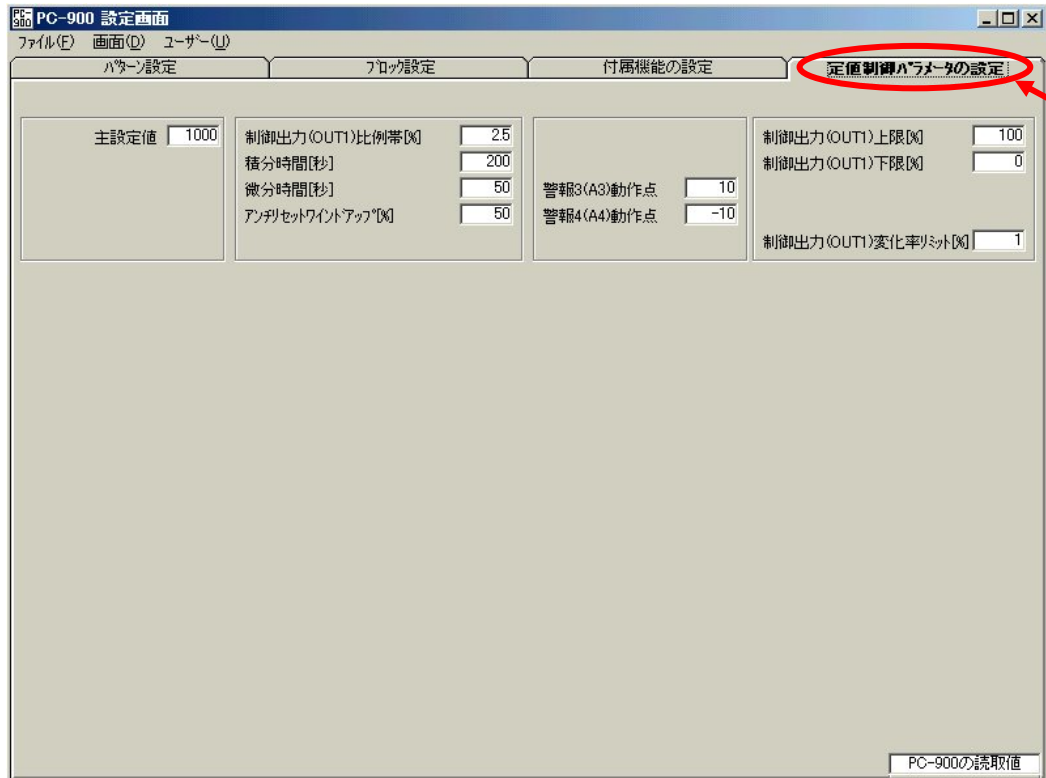 PC-900 PC-900 設定画面
ファイル(F) 画面(D) ユーザー(U)
パターン設定 ブロック設定 付属機能の設定 定値制御パラメータの設定
主設定値 1000
制御出力(OUT1)比例帯[%] 2.5
積分時間[秒] 200
微分時間[秒] 50
アンチリセットワインドアップ[%] 50
警報3(A3)動作点 10
警報4(A4)動作点 -10
制御出力(OUT1)上限[%] 100
制御出力(OUT1)下限[%] 0
制御出力(OUT1)変化率リミット[%] 1
PC-900の読取値